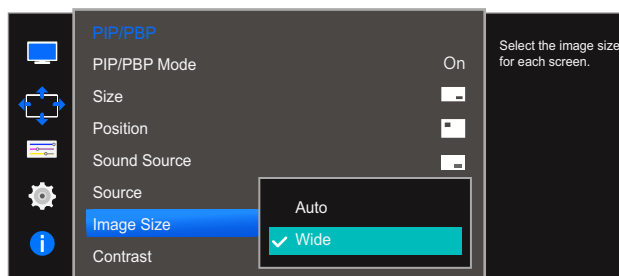 PIP/PBP
PIP/PBP Mode On
Size
Position
Sound Source
Source
Image Size
Contrast
Auto
Wide
Select the image size
for each screen.